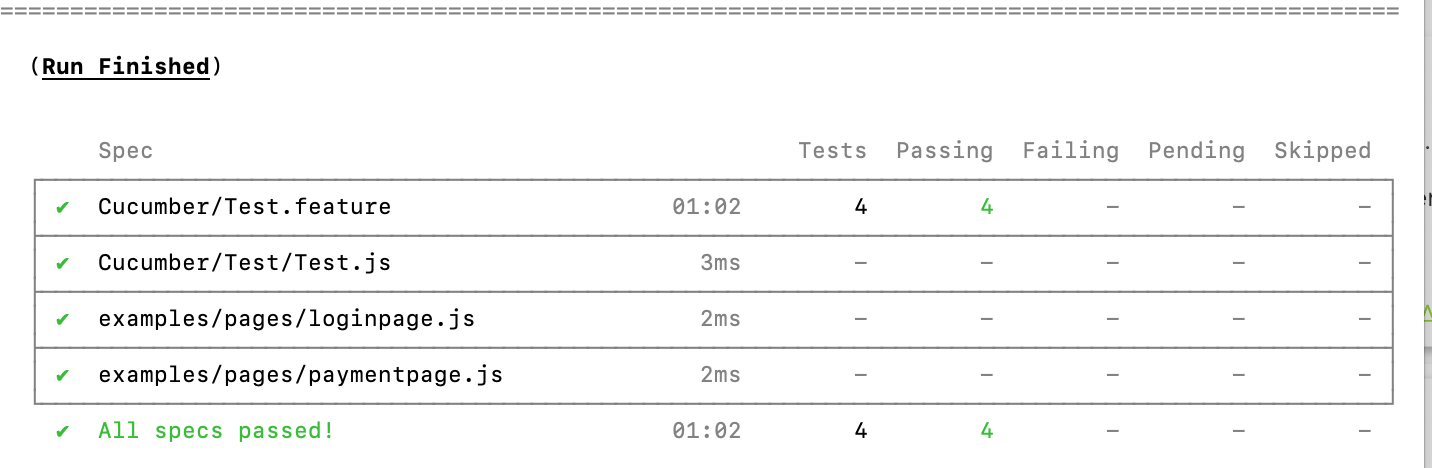 ====================================================================================================
(Run Finished)
Spec Tests Passing Failing Pending Skipped
✔ Cucumber/Test.feature 01:02 4 4 - - -
✔ Cucumber/Test/Test.js 3ms - - - - -
✔ examples/pages/loginpage.js 2ms - - - - -
✔ examples/pages/paymentpage.js 2ms - - - - -
✔ All specs passed! 01:02 4 4 - - -